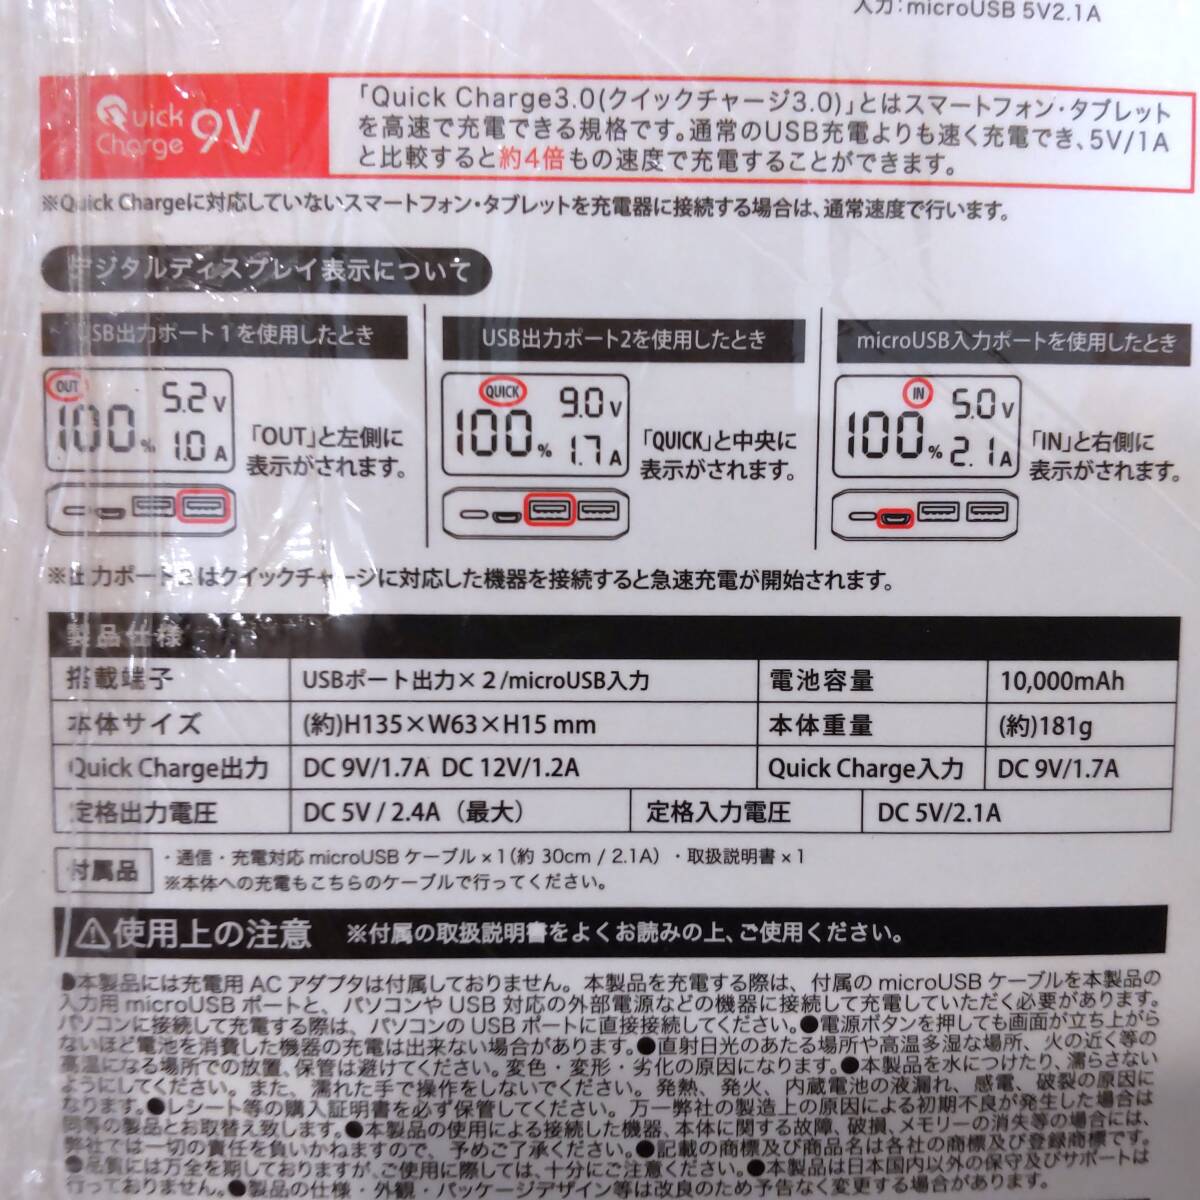 入力:microUSB 5V2.1A
Quick Charge 9V
「Quick Charge3.0(クイックチャージ3.0)」とはスマートフォン・タブレット
を高速で充電できる規格です。通常のUSB充電よりも速く充電でき、5V/1A
と比較すると約4倍もの速度で充電することができます。
※Quick Chargeに対応していないスマートフォン・タブレットを充電器に接続する場合は、通常速度で行います。
デジタルディスプレイ表示について
USB出力ポート1を使用したとき
OUT 5.2V
100% 1.0A
「OUT」と左側に
表示がされます。
USB出力ポート2を使用したとき
QUICK 9.0V
100% 1.7A
「QUICK」と中央に
表示がされます。
microUSB入力ポートを使用したとき
IN 5.0V
100% 2.1A
「IN」と右側に
表示がされます。
※出力ポート2はクイックチャージに対応した機器を接続すると急速充電が開始されます。
製品仕様
搭載端子 USBポート出力×2/microUSB入力 電池容量 10,000mAh
本体サイズ (約)H135×W63×H15 mm 本体重量 (約)181g
Quick Charge出力 DC 9V/1.7A DC 12V/1.2A Quick Charge入力 DC 9V/1.7A
定格出力電圧 DC 5V / 2.4A(最大) 定格入力電圧 DC 5V/2.1A
付属品 ・通信・充電対応 microUSB ケーブル×1(約 30cm / 2.1A) ・取扱説明書×1
※本体への充電もこちらのケーブルで行ってください。
⚠使用上の注意 ※付属の取扱説明書をよくお読みの上、ご使用ください。
●本製品には充電用 AC アダプタは付属しておりません。本製品を充電する際は、付属の microUSB ケーブルを本製品の
入力用 microUSB ポートと、パソコンや USB 対応の外部電源などの機器に接続して充電していただく必要があります。
パソコンに接続して充電する際は、パソコンの USB ポートに直接接続してください。●電源ボタンを押しても画面が立ち上がら
ないほど電池を消費した機器の充電は出来ない場合があります。●直射日光のあたる場所や高温多湿な場所、火の近く等の
高温になる場所での放置、保管は避けてください。変色・変形・劣化の原因になります。●本製品を水につけたり、濡らさない
ようにしてください。また、濡れた手で操作をしないでください。発熱、発火、内蔵電池の液漏れ、感電、破裂の原因に
なります。●レシート等の購入証明書を必ず保管してください。万一弊社の製造上の原因による初期不良が発生した場合は
同等の製品とお取替え致します。●本製品の使用による接続した機器、本体に関する故障、破損、メモリーの消失等の場合には、
弊社では一切の責任を負いかねますので、予めご了承ください。●記載の商標及び商品名は各社の商標及び登録商標です。
●品質には万全を期しておりますが、ご使用に際しては、十分にご注意ください。●本製品は日本国内以外の保守及びサポートは
行っておりません。●製品の仕様・外観・パッケージデザイン等は改良のため予告なく変更する場合がございます。